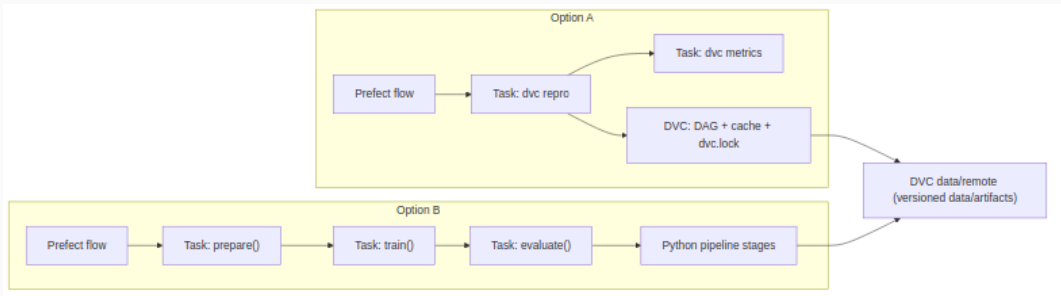 Option A
Prefect flow
Task: dvc repro
Task: dvc metrics
DVC: DAG + cache +
dvc.lock
DVC data/remote
(versioned data/artifacts)
Option B
Prefect flow
Task: prepare()
Task: train()
Task: evaluate()
Python pipeline stages